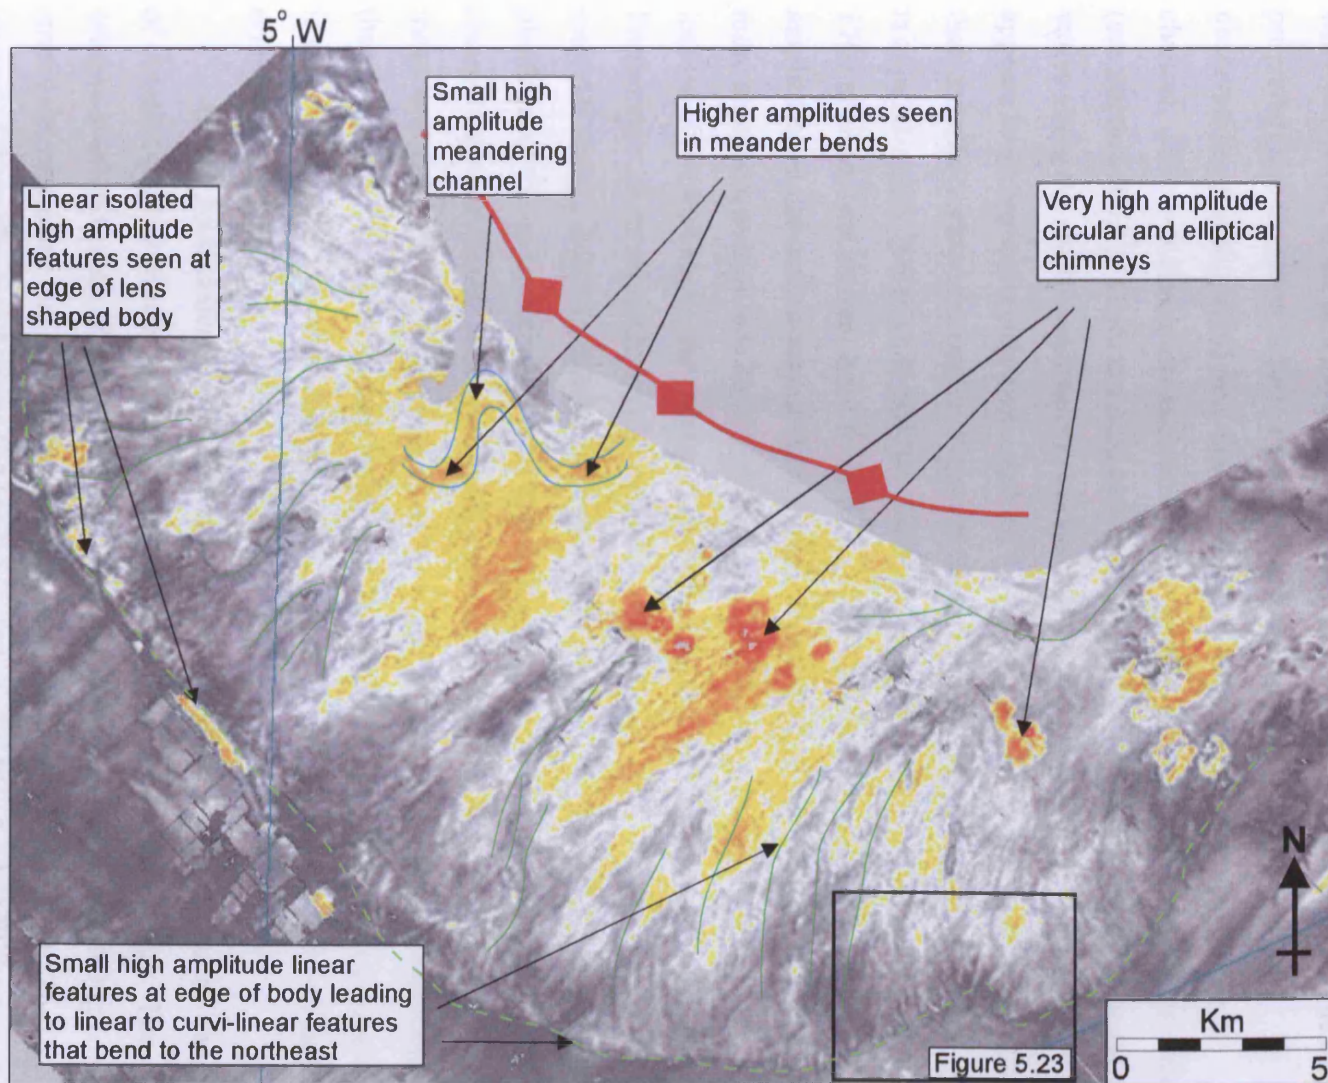 5° W
Small high
amplitude
meandering
channel
Higher amplitudes seen
in meander bends
Linear isolated
high amplitude
features seen at
edge of lens
shaped body
Very high amplitude
circular and elliptical
chimneys
Small high amplitude linear
features at edge of body leading
to linear to curvi-linear features
that bend to the northeast
Figure 5.23
N
Km
0 5